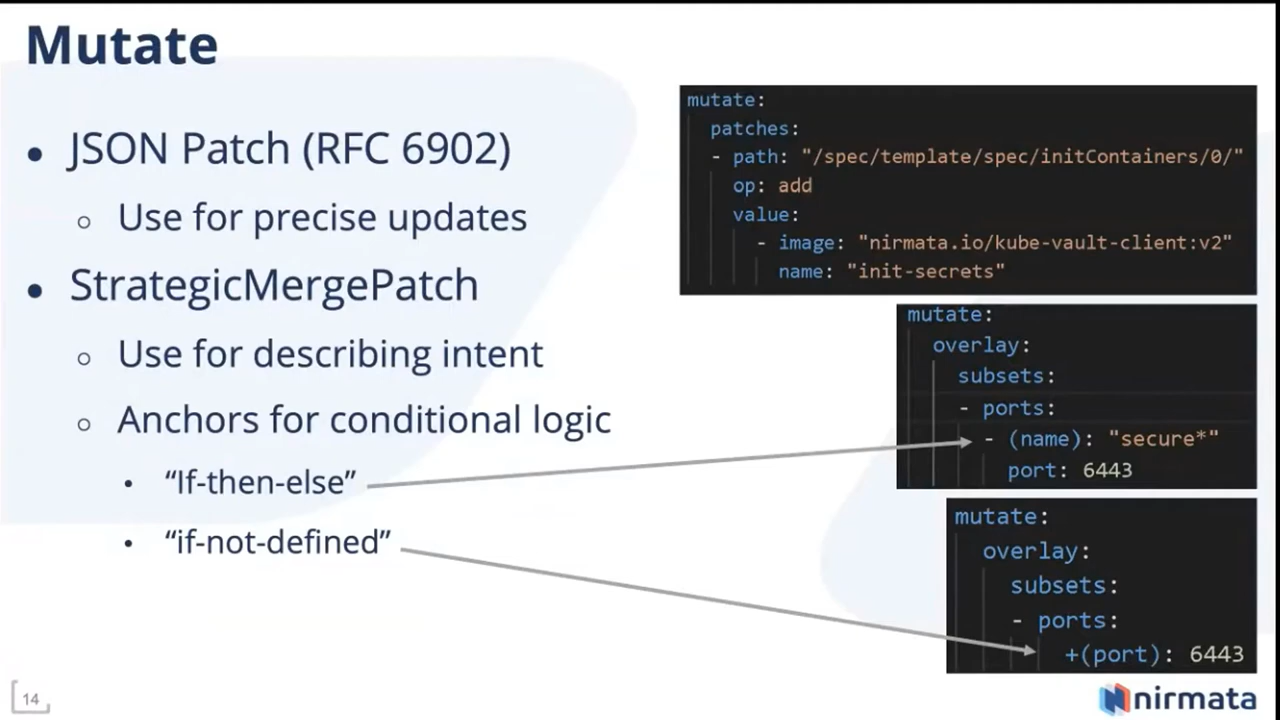 Mutate
● JSON Patch (RFC 6902)
○ Use for precise updates
● StrategicMergePatch
○ Use for describing intent
○ Anchors for conditional logic
• “If-then-else”
• “if-not-defined”
mutate:
patches:
- path: "/spec/template/spec/initContainers/0/"
op: add
value:
- image: "nirmata.io/kube-vault-client:v2"
name: "init-secrets"
mutate:
overlay:
subsets:
- ports:
- (name): "secure*"
port: 6443
mutate:
overlay:
subsets:
- ports:
+(port): 6443
14
nirmata